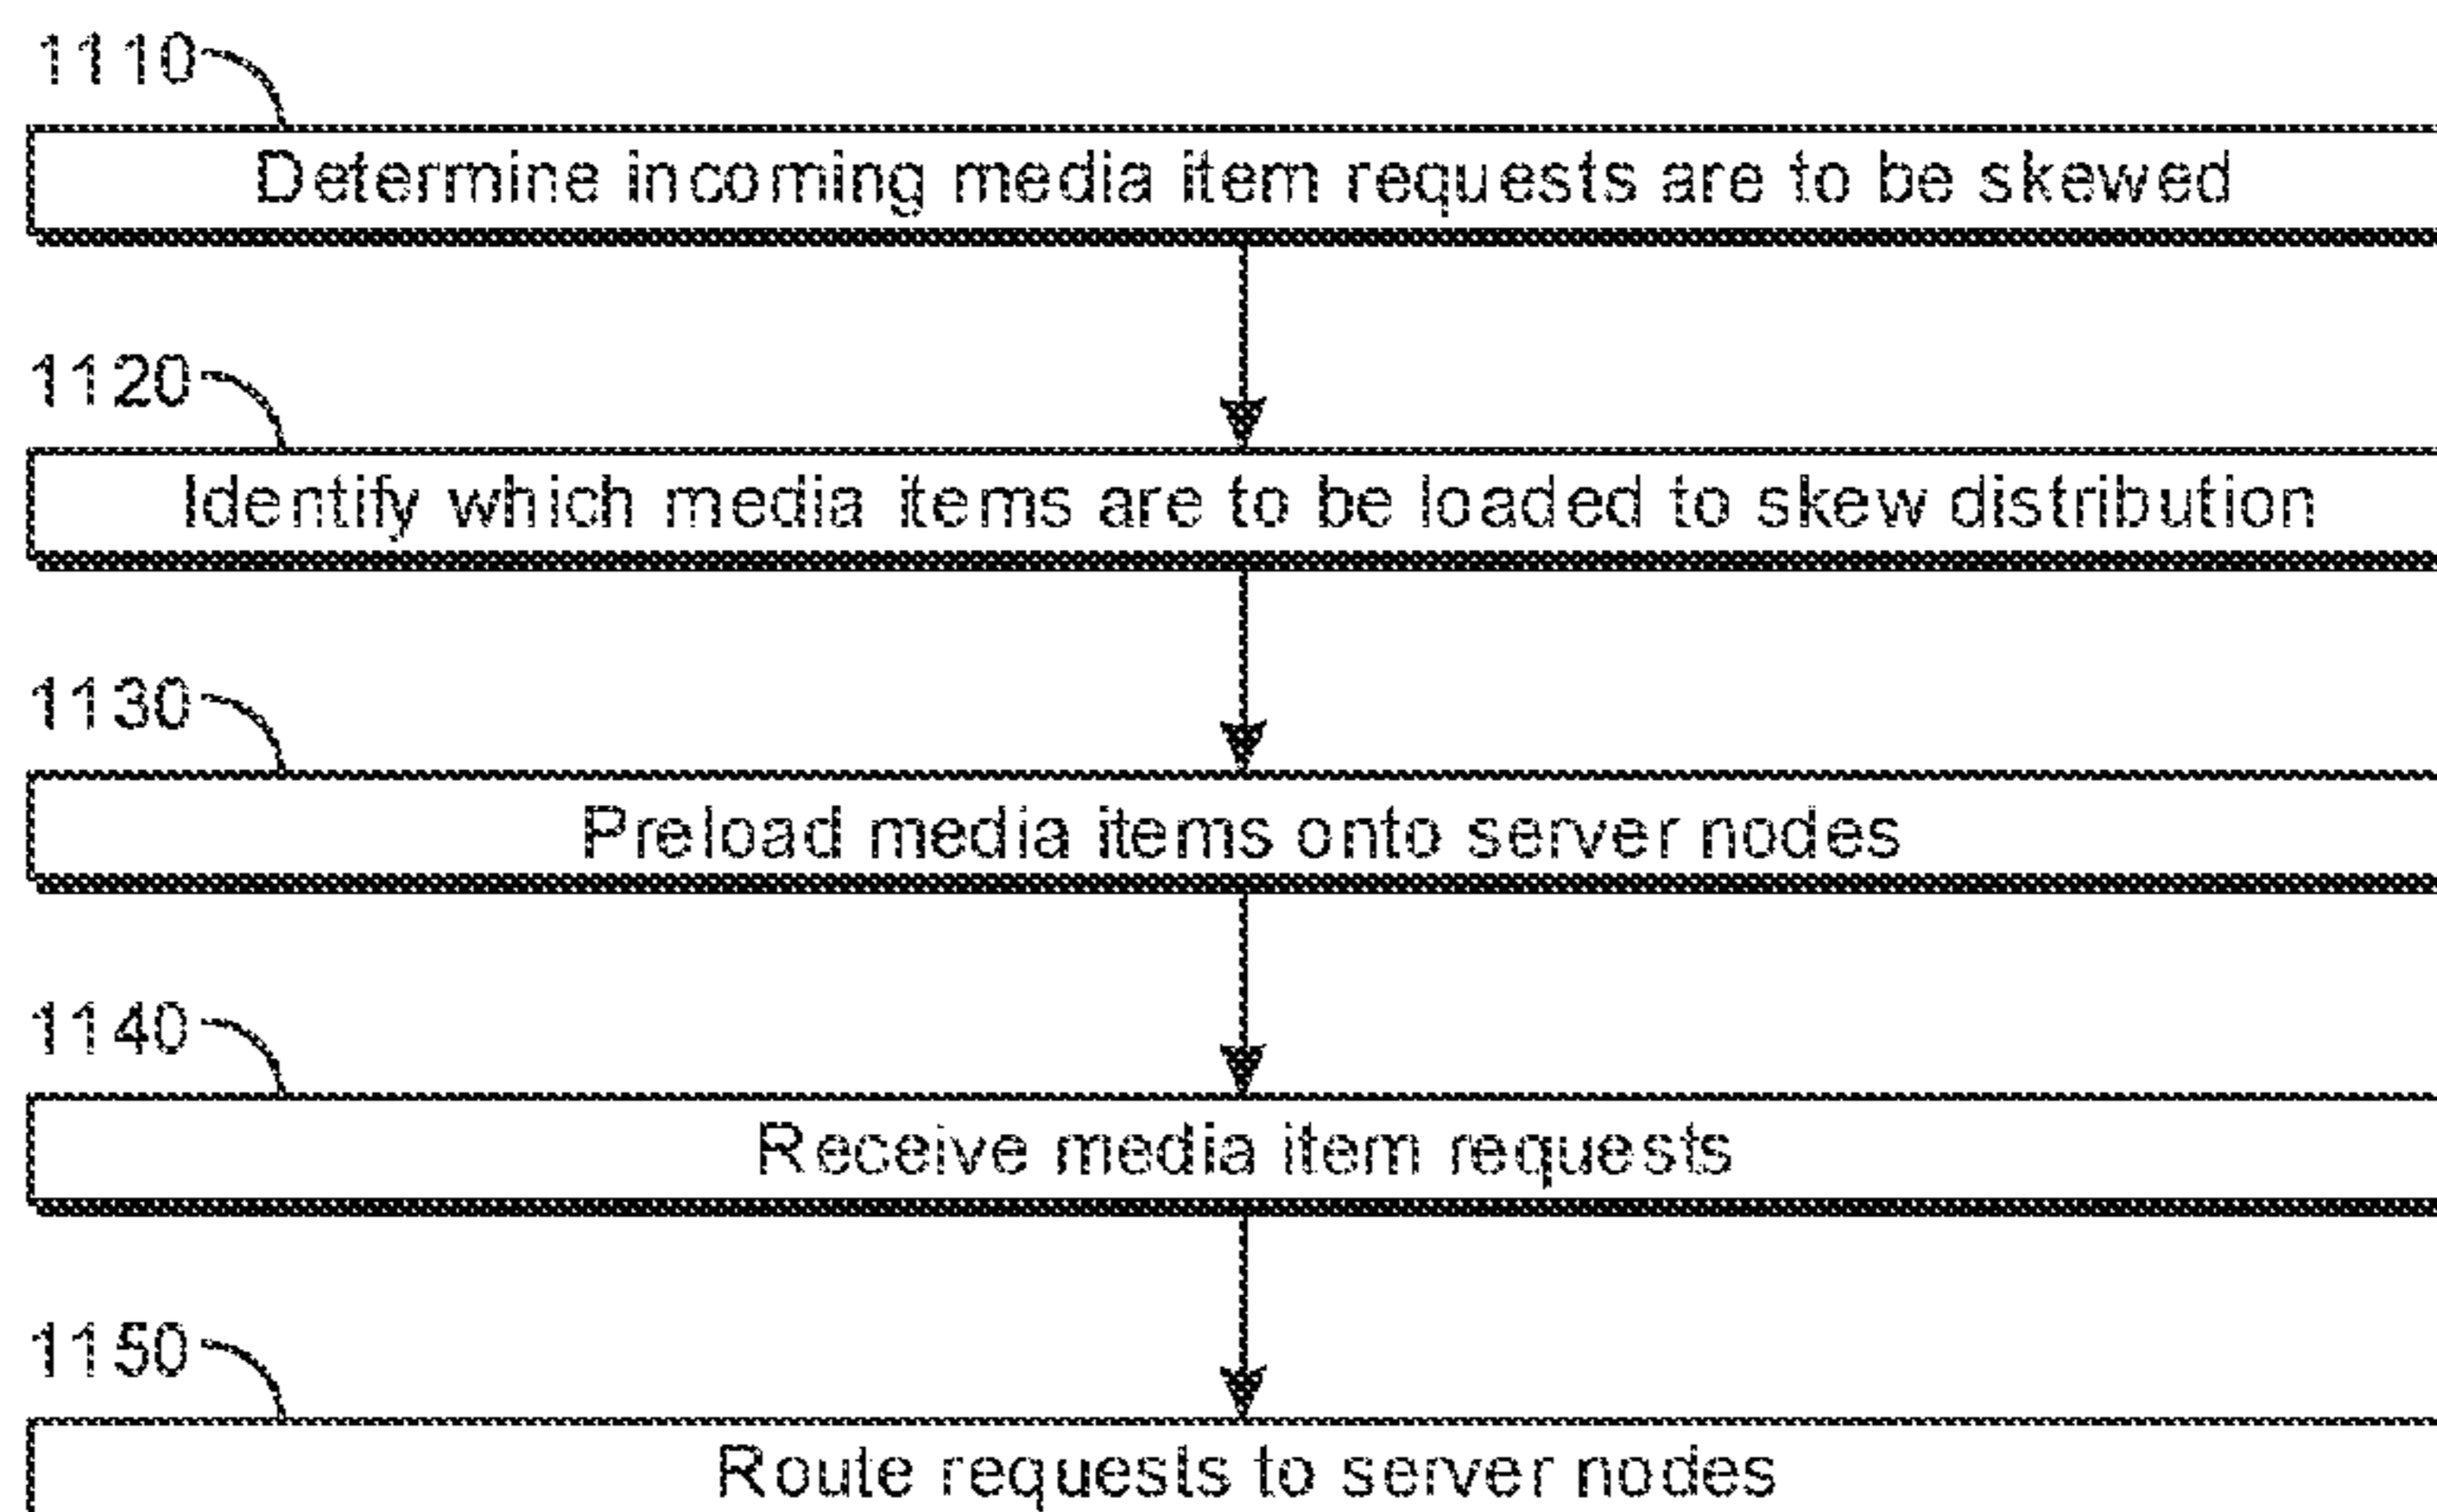 1110
Determine incoming media item requests are to be skewed
1120
Identify which media items are to be loaded to skew distribution
1130
Preload media items onto server nodes
1140
Receive media item requests
1150
Route requests to server nodes